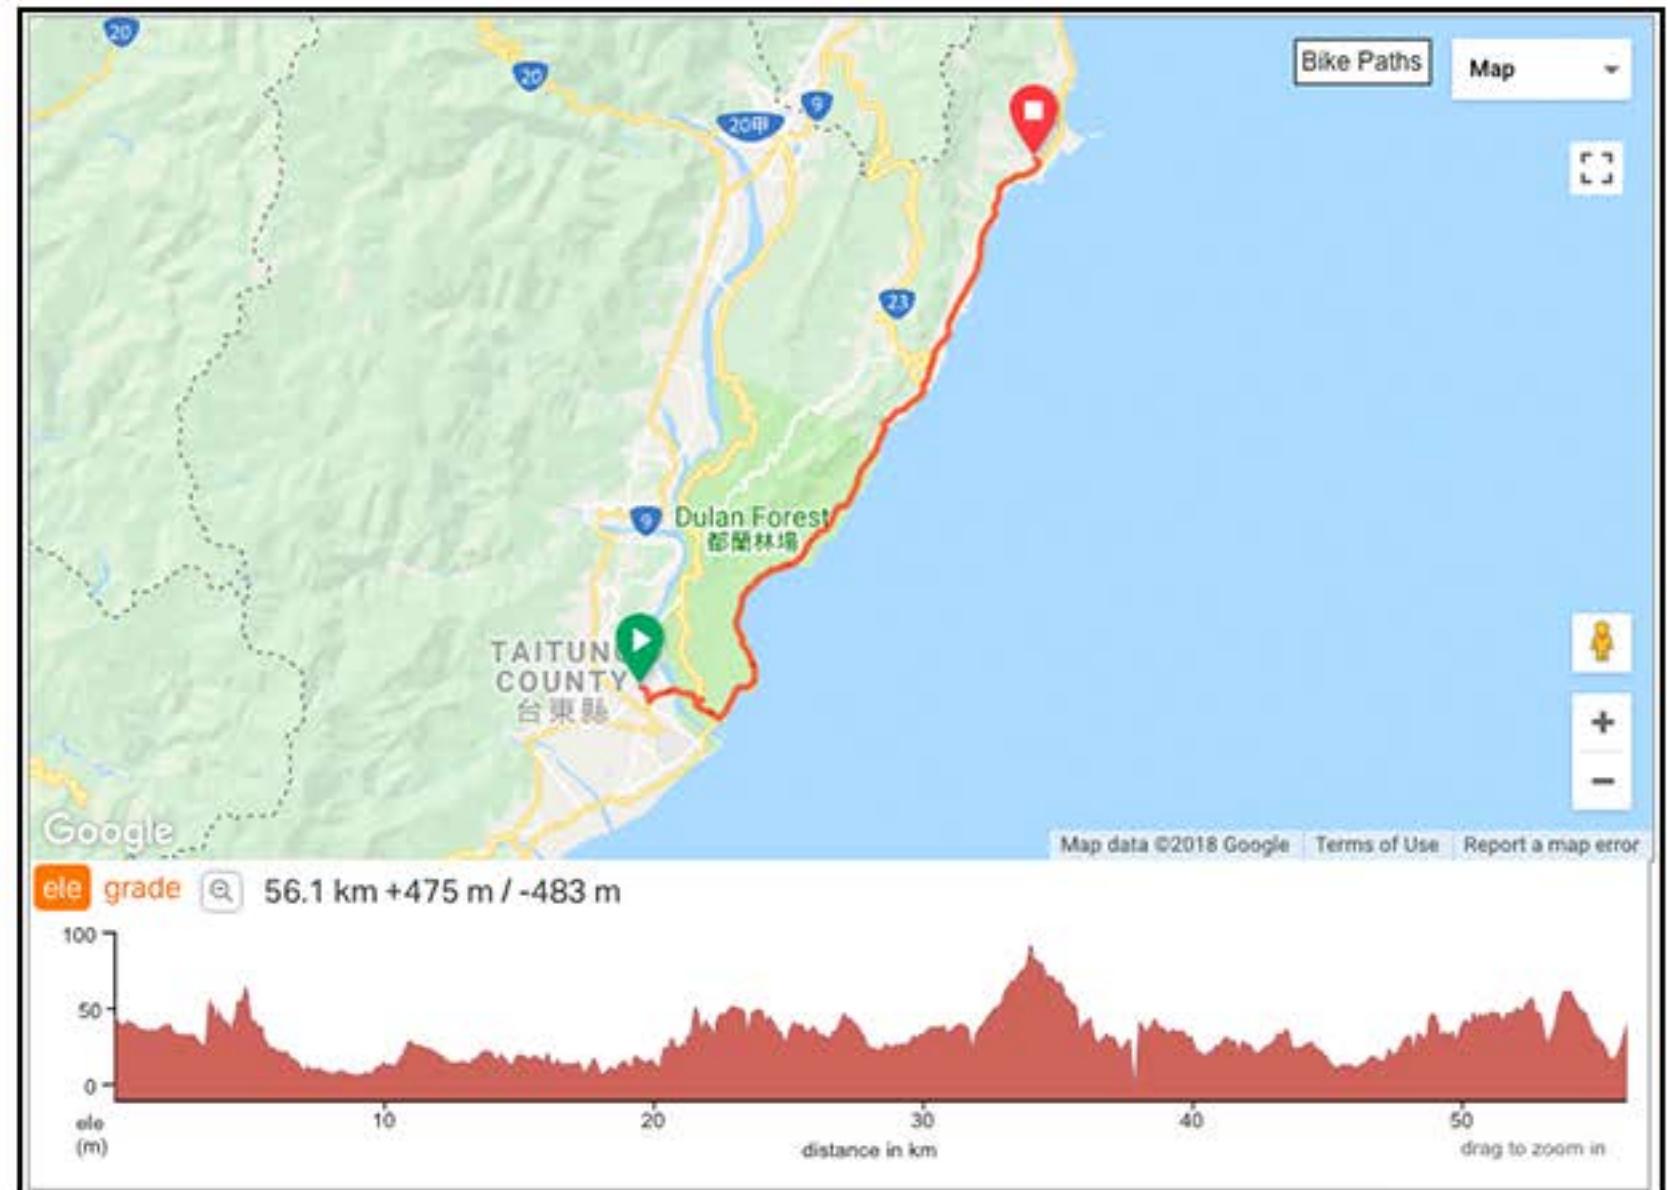 20
20
9
20甲
Bike Paths
Map
23
9
Dulan Forest
都蘭林場
TAITUN
COUNTY
台東縣
Google
Map data ©2018 Google
Terms of Use
Report a map error
ele grade 56.1 km +475 m / -483 m
100
50
0
10 20 30 40 50
ele
(m)
distance in km
drag to zoom in